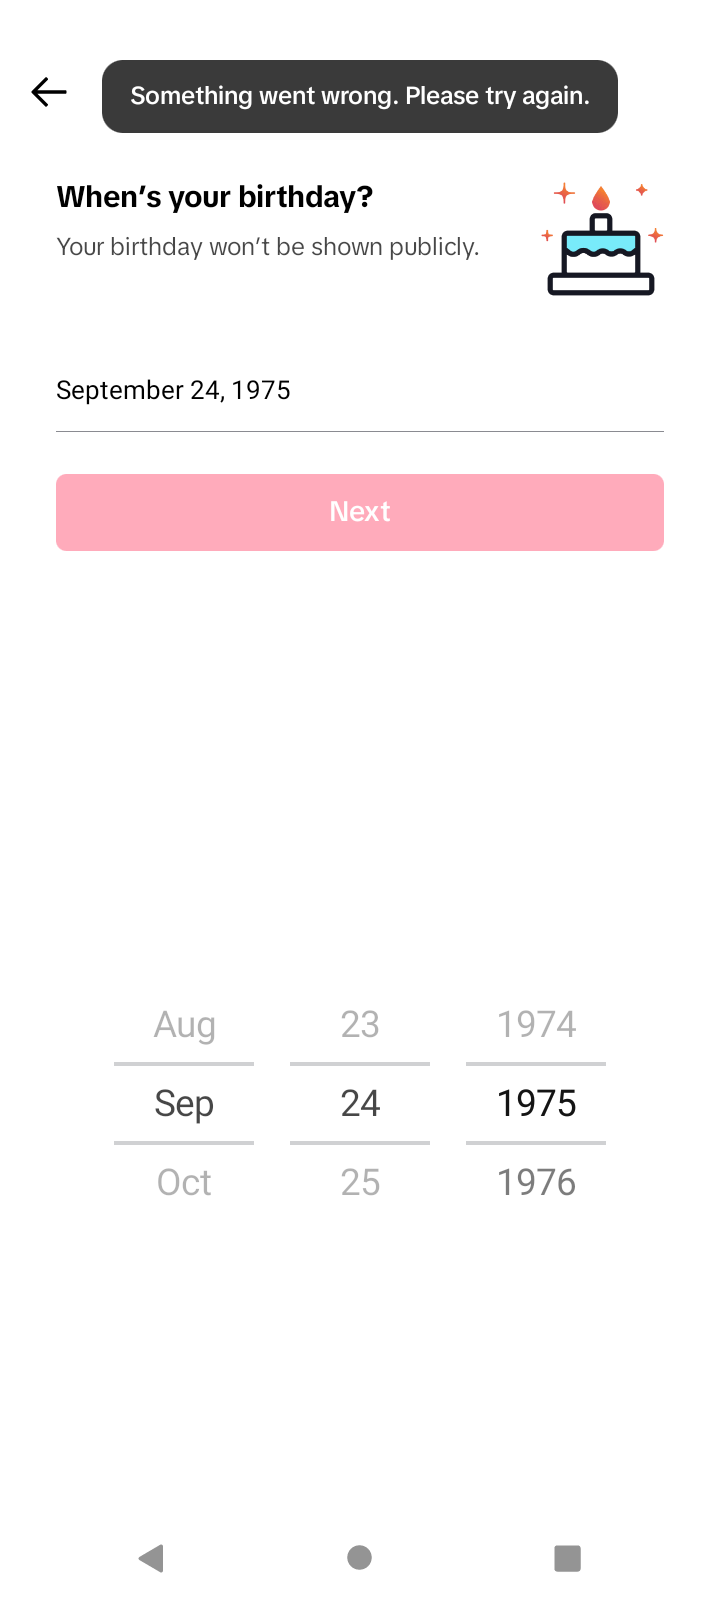 Something went wrong. Please try again.
When's your birthday?
Your birthday won't be shown publicly.
September 24, 1975
Next
Aug 23 1974
Sep 24 1975
Oct 25 1976